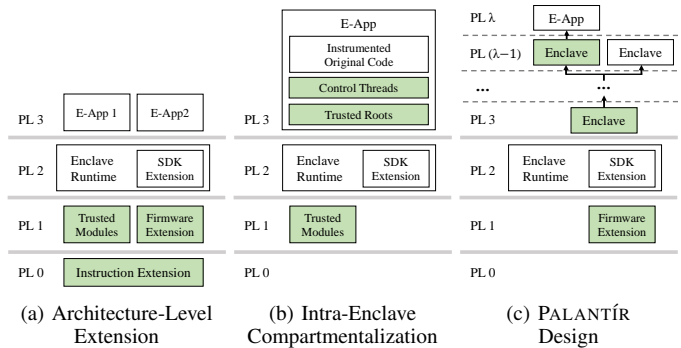 PL 3
E-App 1
E-App2
PL 2
Enclave
Runtime
SDK
Extension
PL 1
Trusted
Modules
Firmware
Extension
PL 0
Instruction Extension
(a) Architecture-Level
Extension
E-App
Instrumented
Original Code
Control Threads
Trusted Roots
PL 3
PL 2
Enclave
Runtime
SDK
Extension
PL 1
Trusted
Modules
PL 0
(b) Intra-Enclave
Compartmentalization
PL λ
E-App
PL (λ−1)
Enclave
Enclave
...
...
PL 3
Enclave
PL 2
Enclave
Runtime
SDK
Extension
PL 1
Firmware
Extension
PL 0
(c) PALANTÍR
Design